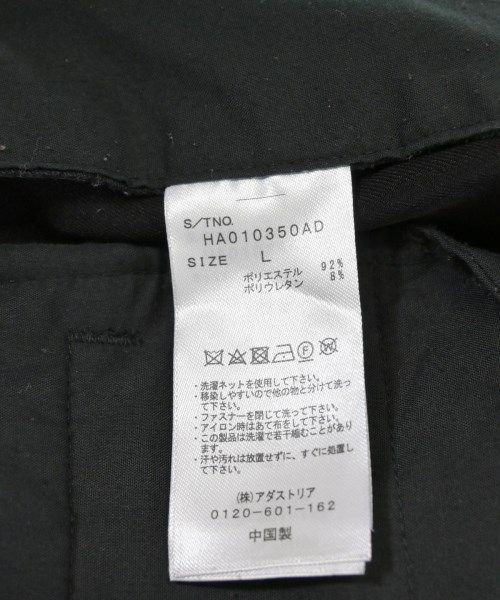 S/TNO.
HA010350AD
SIZE L
ポリエステル 92%
ポリウレタン 8%
・洗濯ネットを使用して下さい。
・移染しやすいので他の物と分けて洗っ
て下さい。
・ファスナーを閉じて洗って下さい。
・アイロン時はあて布をして下さい。
・この製品は洗濯で若干縮むことがあり
ます。
・汗や汚れは放置せずに、すぐに処置し
て下さい。
(株)アダストリア
0120-601-162
中国製